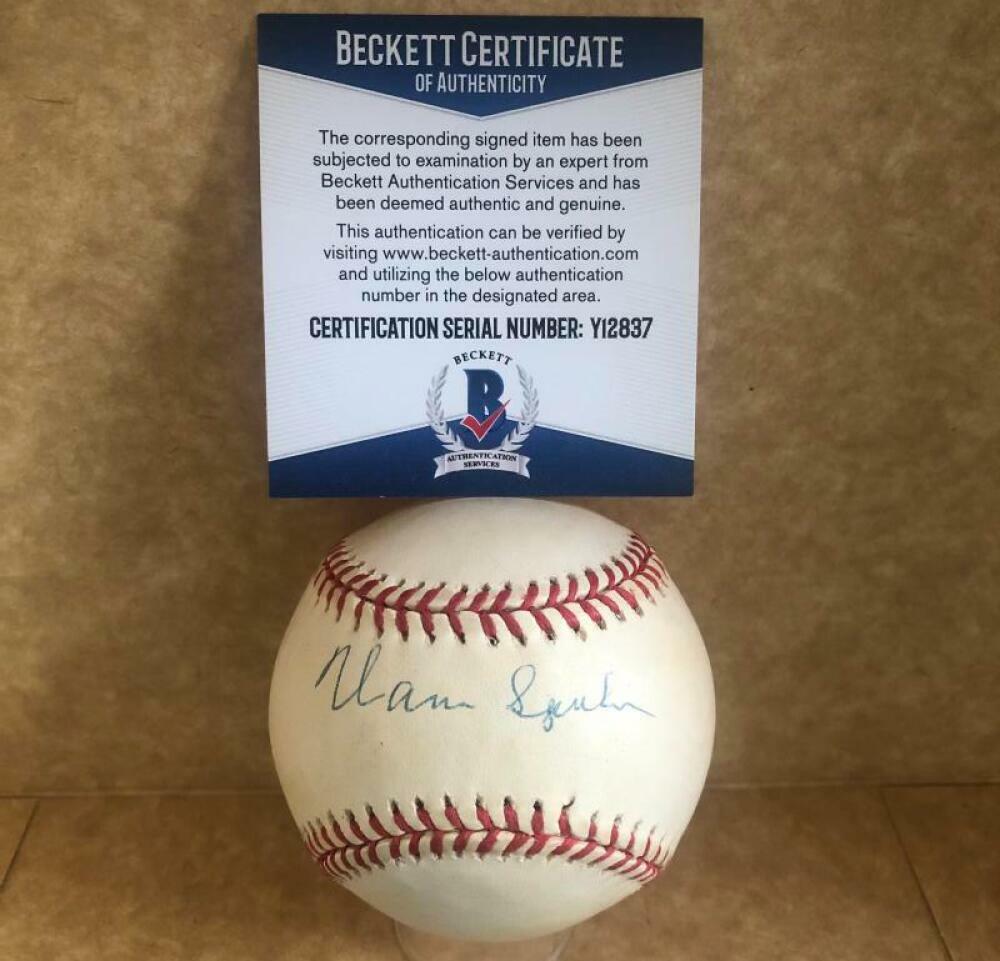 BECKETT CERTIFICATE
OF AUTHENTICITY
The corresponding signed item has been
subjected to examination by an expert from
Beckett Authentication Services and has
been deemed authentic and genuine.
This authentication can be verified by
visiting www.beckett-authentication.com
and utilizing the below authentication
number in the designated area.
CERTIFICATION SERIAL NUMBER: Y12837
BECKETT
B
AUTHENTICATION
SERVICES